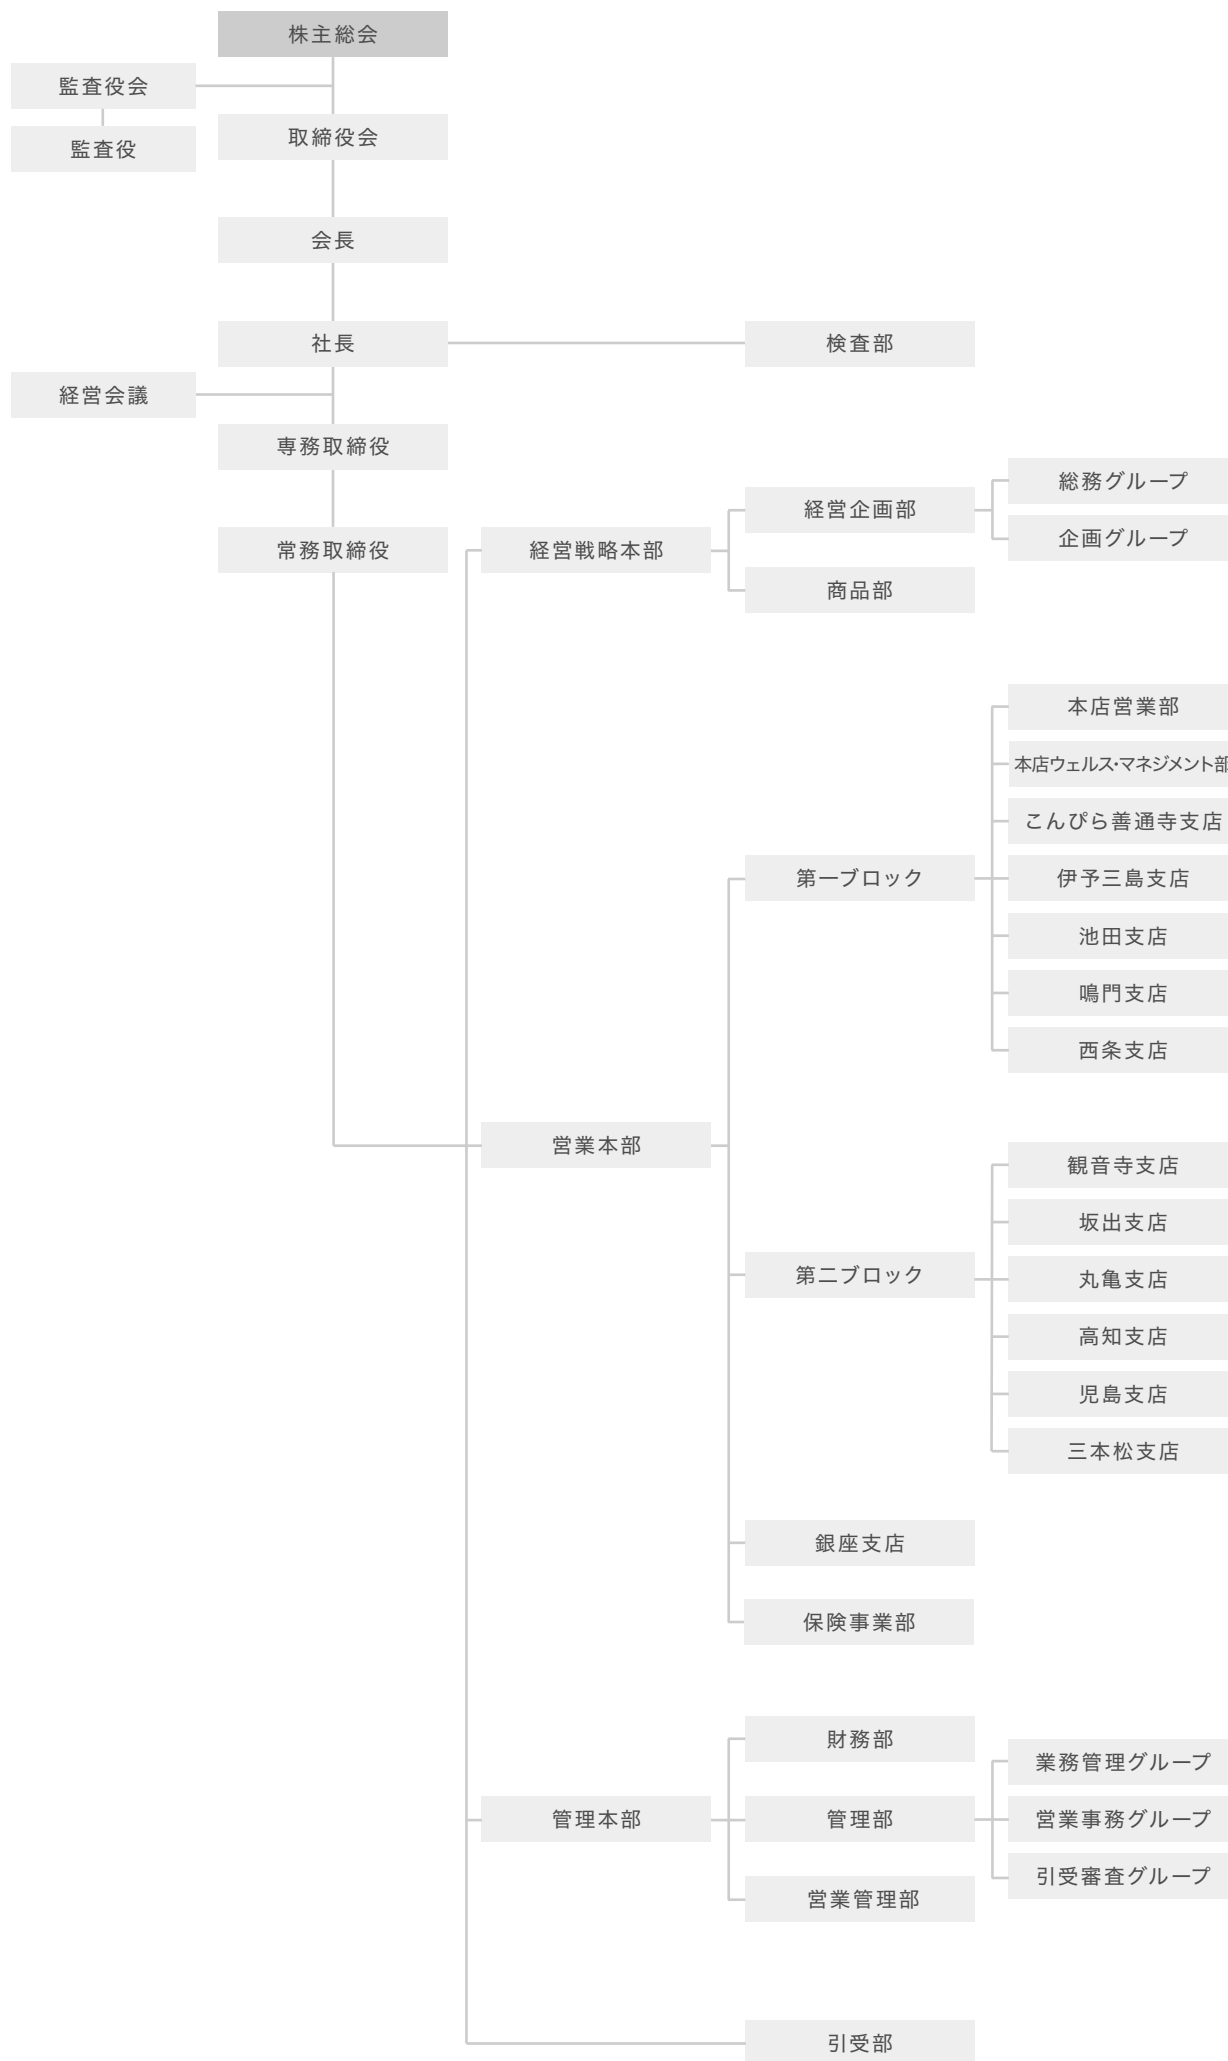 株主総会
監査役会
監査役
取締役会
会長
社長
検査部
経営会議
専務取締役
常務取締役
経営戦略本部
経営企画部
総務グループ
企画グループ
商品部
営業本部
第一ブロック
本店営業部
本店ウェルス・マネジメント部
こんぴら善通寺支店
伊予三島支店
池田支店
鳴門支店
西条支店
第二ブロック
観音寺支店
坂出支店
丸亀支店
高知支店
児島支店
三本松支店
銀座支店
保険事業部
管理本部
財務部
管理部
業務管理グループ
営業事務グループ
引受審査グループ
営業管理部
引受部